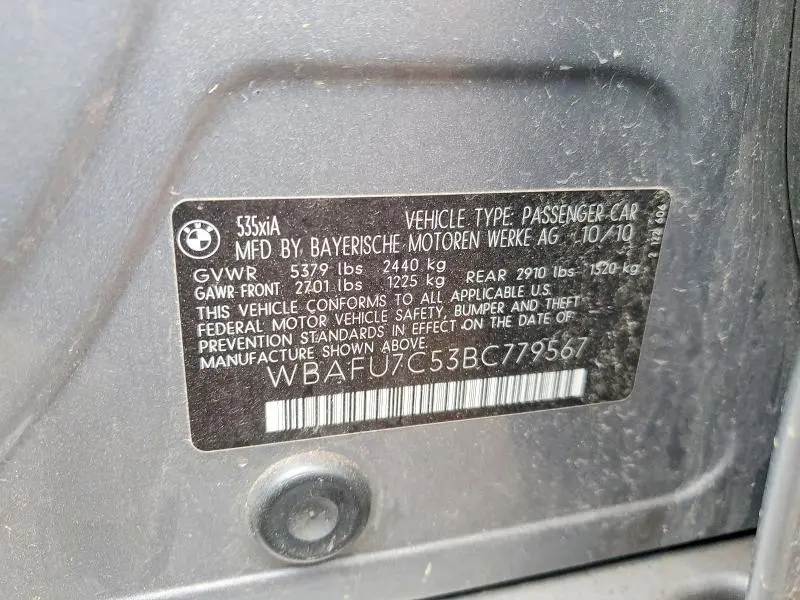 535xiA VEHICLE TYPE: PASSENGER CAR
MFD BY BAYERISCHE MOTOREN WERKE AG 10/10
GVWR 5379 lbs 2440 kg
GAWR FRONT 2701 lbs 1225 kg REAR 2910 lbs 1320 kg
THIS VEHICLE CONFORMS TO ALL APPLICABLE U.S.
FEDERAL MOTOR VEHICLE SAFETY, BUMPER AND THEFT
PREVENTION STANDARDS IN EFFECT ON THE DATE OF
MANUFACTURE SHOWN ABOVE.
WBAFU7C53BC779567